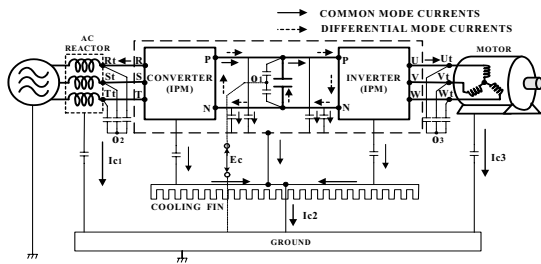 COMMON MODE CURRENTS
DIFFERENTIAL MODE CURRENTS
AC
REACTOR
MOTOR
Rt R P P U Ut
St S CONVERTER O1 INVERTER V Vt
Tt T (IPM) (IPM) W Wt
N N
O2 O3
Ic1 Ec Ic3
COOLING FIN Ic2
GROUND